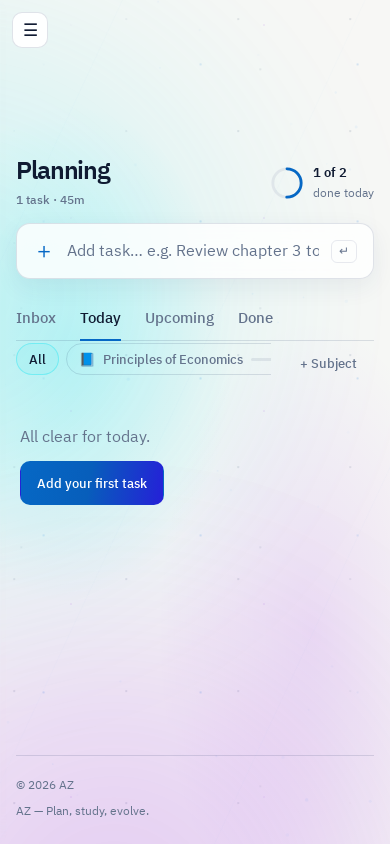 ☰
Planning
1 task · 45m
1 of 2
done today
+ Add task… e.g. Review chapter 3 to ↵
Inbox Today Upcoming Done
All 📘 Principles of Economics + Subject
All clear for today.
Add your first task
© 2026 AZ
AZ — Plan, study, evolve.